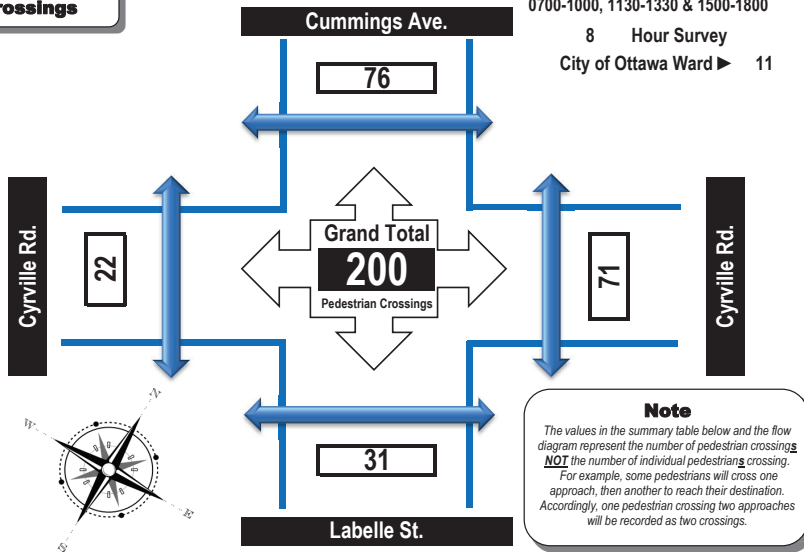 rossings
0700-1000, 1130-1330 & 1500-1800
8 Hour Survey
City of Ottawa Ward ► 11
Cummings Ave.
76
Cyrville Rd.
22
Grand Total
200
Pedestrian Crossings
71
Cyrville Rd.
31
Labelle St.
N
W
E
S
Note
The values in the summary table below and the flow
diagram represent the number of pedestrian crossings
NOT the number of individual pedestrians crossing.
For example, some pedestrians will cross one
approach, then another to reach their destination.
Accordingly, one pedestrian crossing two approaches
will be recorded as two crossings.